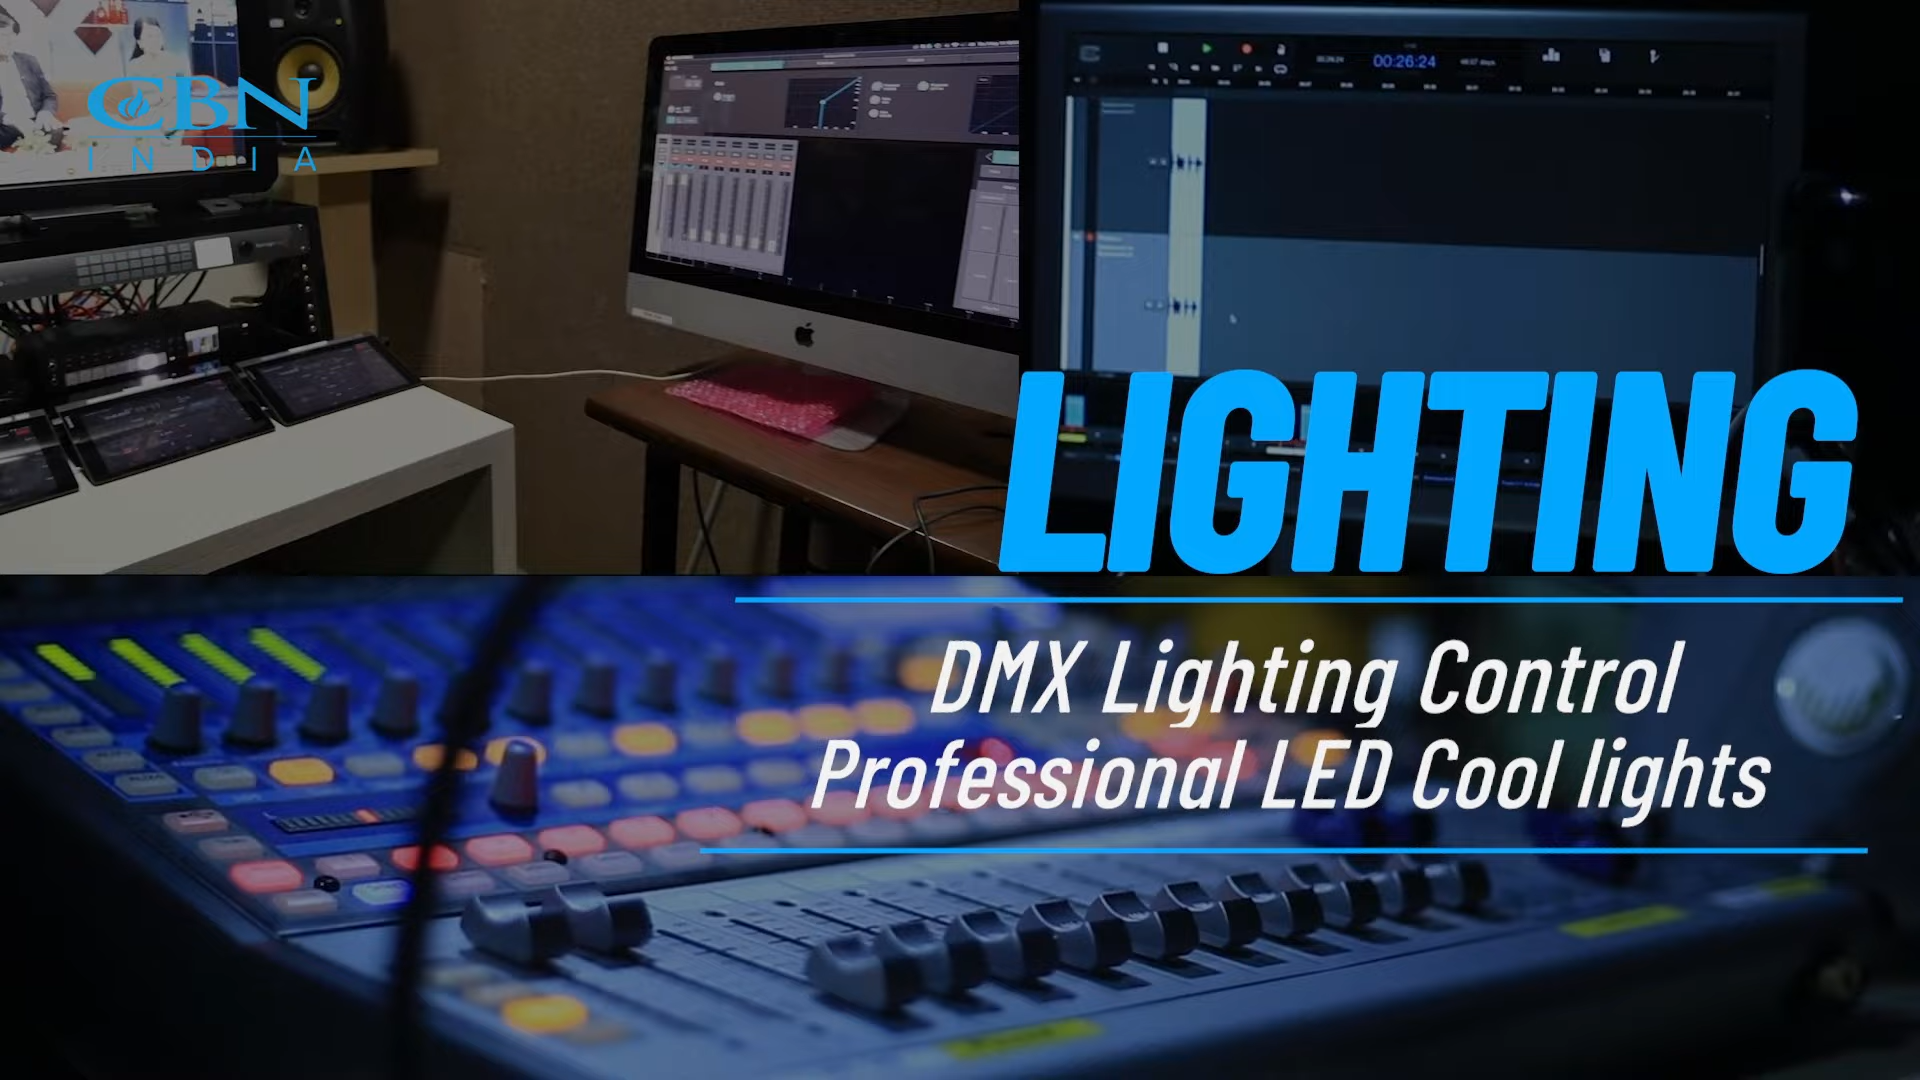 CBN
INDIA
00:26:24
LIGHTING
DMX Lighting Control
Professional LED Cool lights